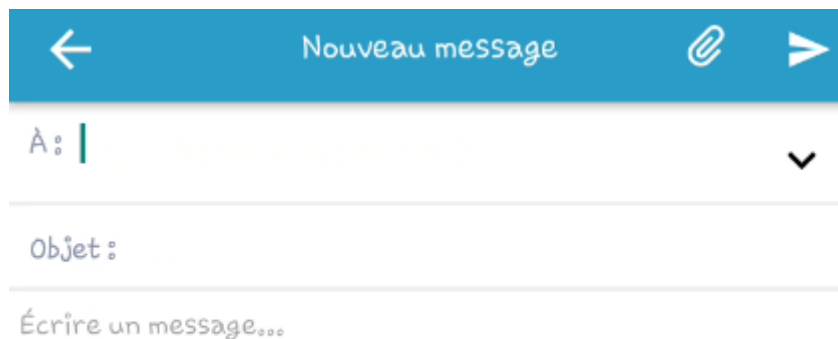 Nouveau message
À :
Objet :
Écrire un message...